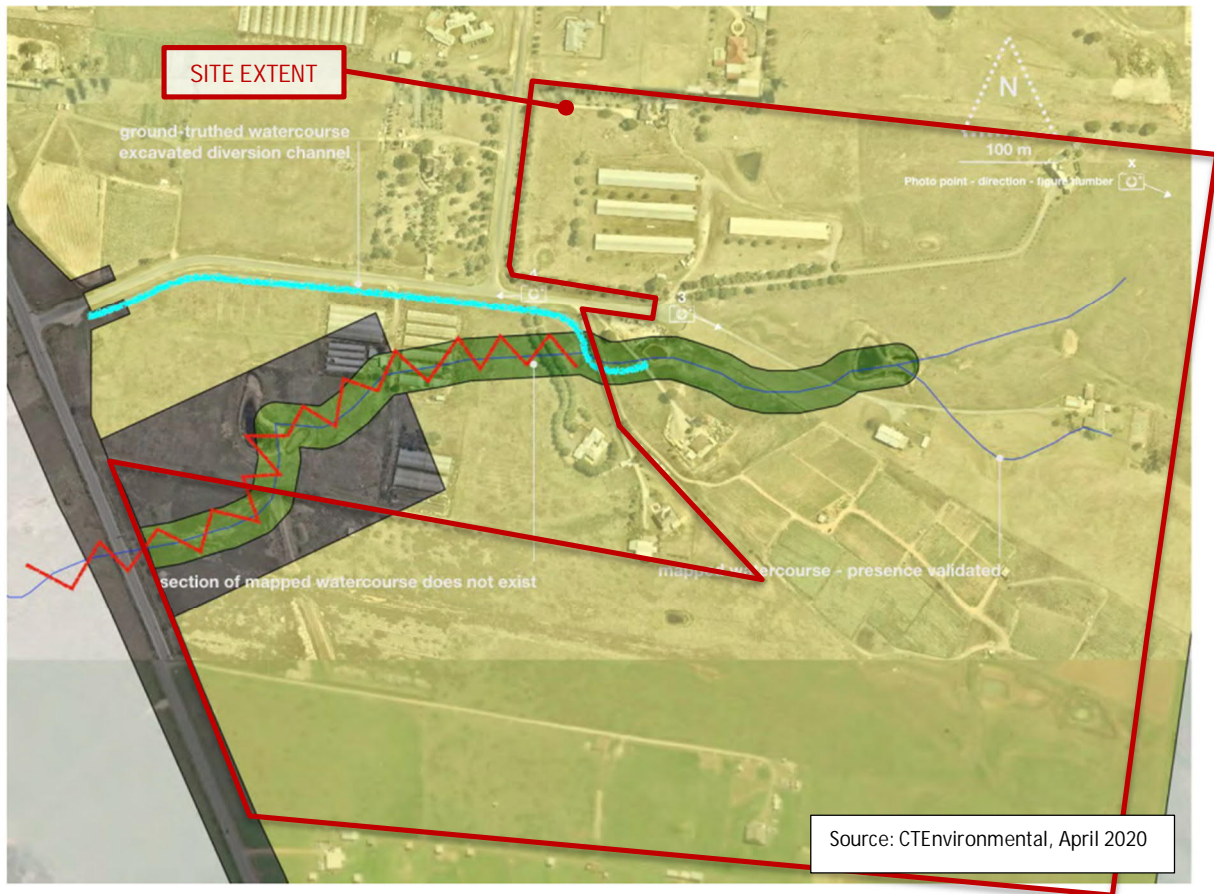 SITE EXTENT
ground-truthed watercourse
excavated diversion channel
N
100 m
x
Photo point - direction - figure number
4
3
section of mapped watercourse does not exist
mapped watercourse - presence validated
Source: CTEnvironmental, April 2020